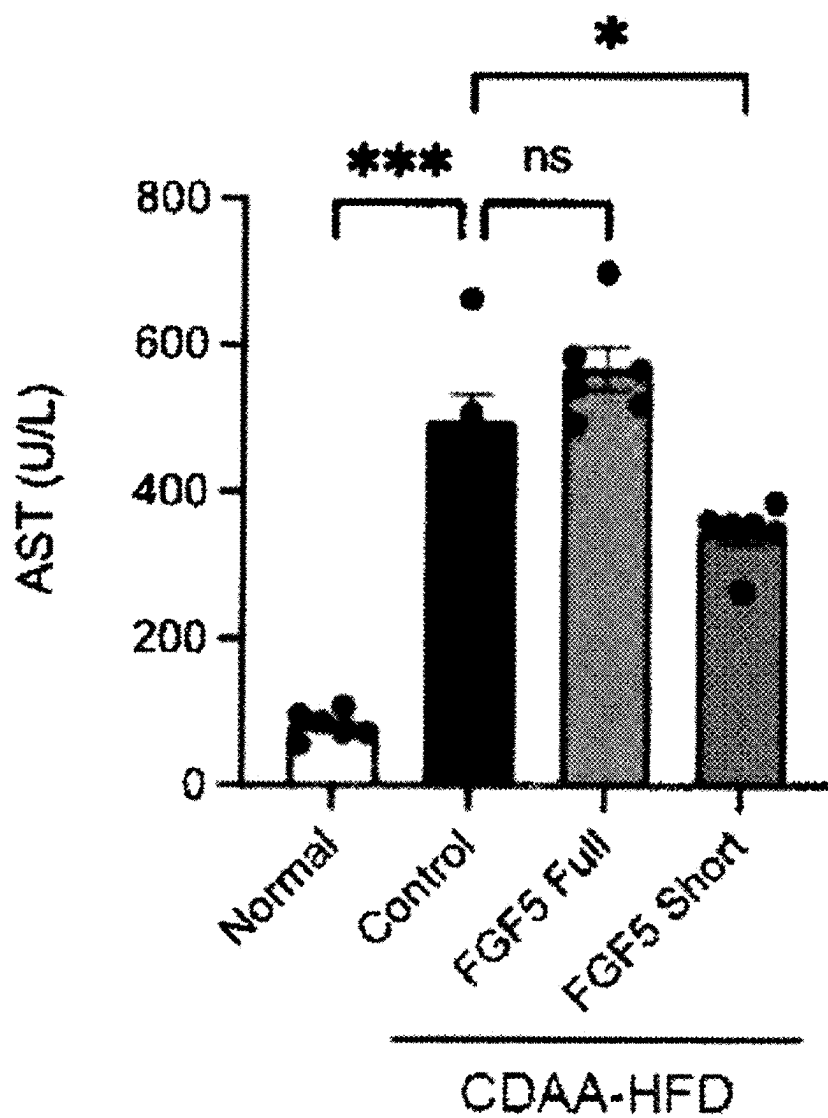 *
*** ns
800
600
400
200
0
AST (U/L)
Normal
Control
FGF5 Full
FGF5 Short
CDAA-HFD